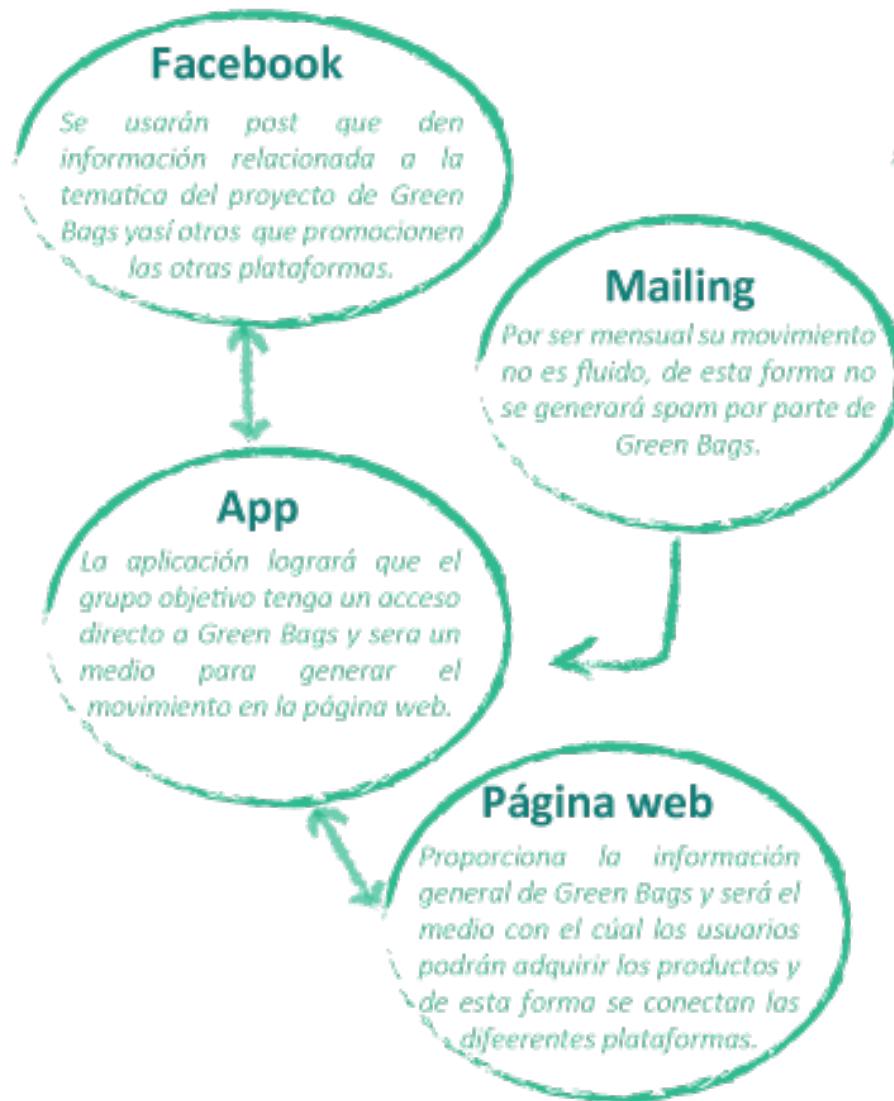 Facebook
Se usarán post que den
información relacionada a la
tematica del proyecto de Green
Bags yasí otros que promocionen
las otras plataformas.
Mailing
Por ser mensual su movimiento
no es fluido, de esta forma no
se generará spam por parte de
Green Bags.
App
La aplicación logrará que el
grupo objetivo tenga un acceso
directo a Green Bags y sera un
medio para generar el
movimiento en la página web.
Página web
Proporciona la información
general de Green Bags y será el
medio con el cúal los usuarios
podrán adquirir los productos y
de esta forma se conectan las
difeerentes plataformas.